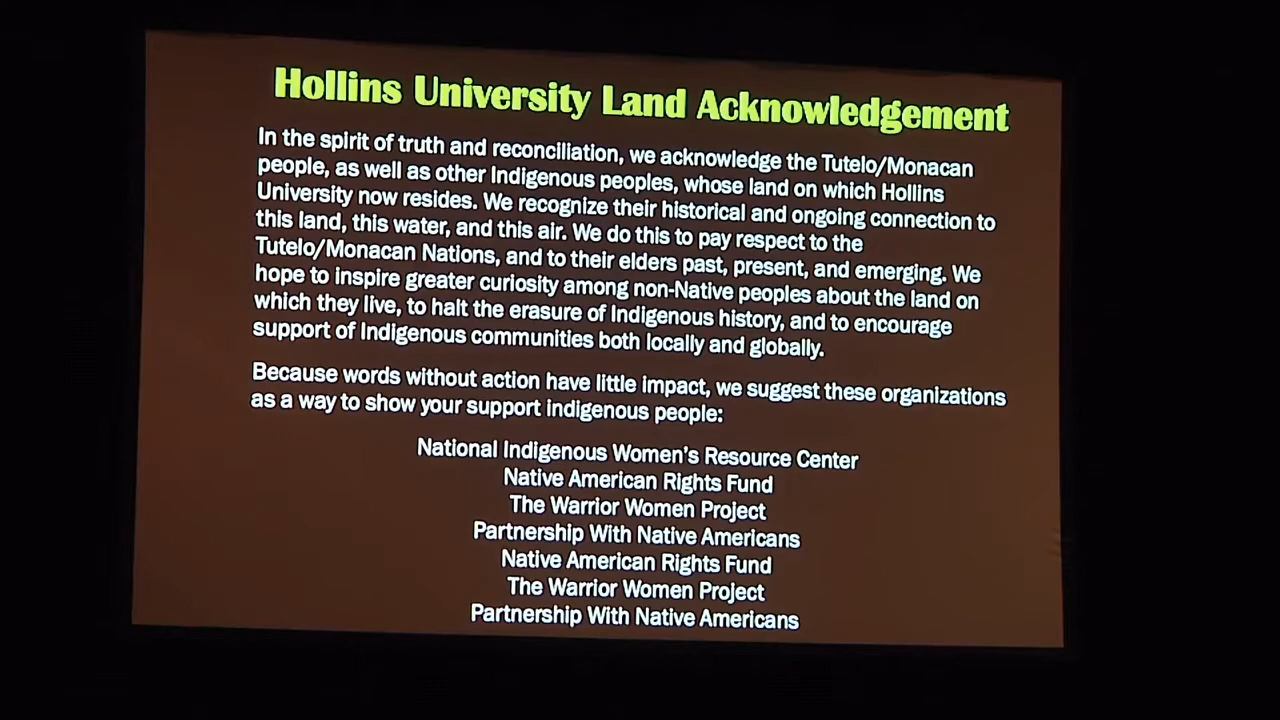 Hollins University Land Acknowledgement
In the spirit of truth and reconciliation, we acknowledge the Tutelo/Monacan
people, as well as other Indigenous peoples, whose land on which Hollins
University now resides. We recognize their historical and ongoing connection to
this land, this water, and this air. We do this to pay respect to the
Tutelo/Monacan Nations, and to their elders past, present, and emerging. We
hope to inspire greater curiosity among non-Native peoples about the land on
which they live, to halt the erasure of Indigenous history, and to encourage
support of Indigenous communities both locally and globally.
Because words without action have little impact, we suggest these organizations
as a way to show your support indigenous people:
National Indigenous Women's Resource Center
Native American Rights Fund
The Warrior Women Project
Partnership With Native Americans
Native American Rights Fund
The Warrior Women Project
Partnership With Native Americans